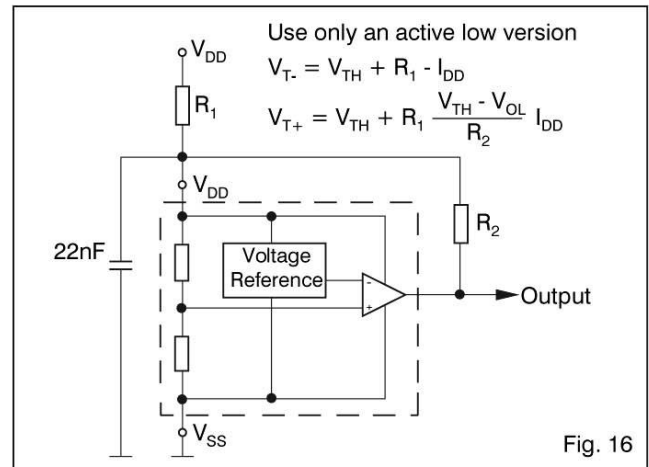 Use only an active low version
V_DD
V_T- = V_TH + R_1 - I_DD
R_1
V_T+ = V_TH + R_1 (V_TH - V_OL)/R_2 I_DD
V_DD
R_2
22nF
Voltage
Reference
-
+
Output
V_SS
Fig. 16